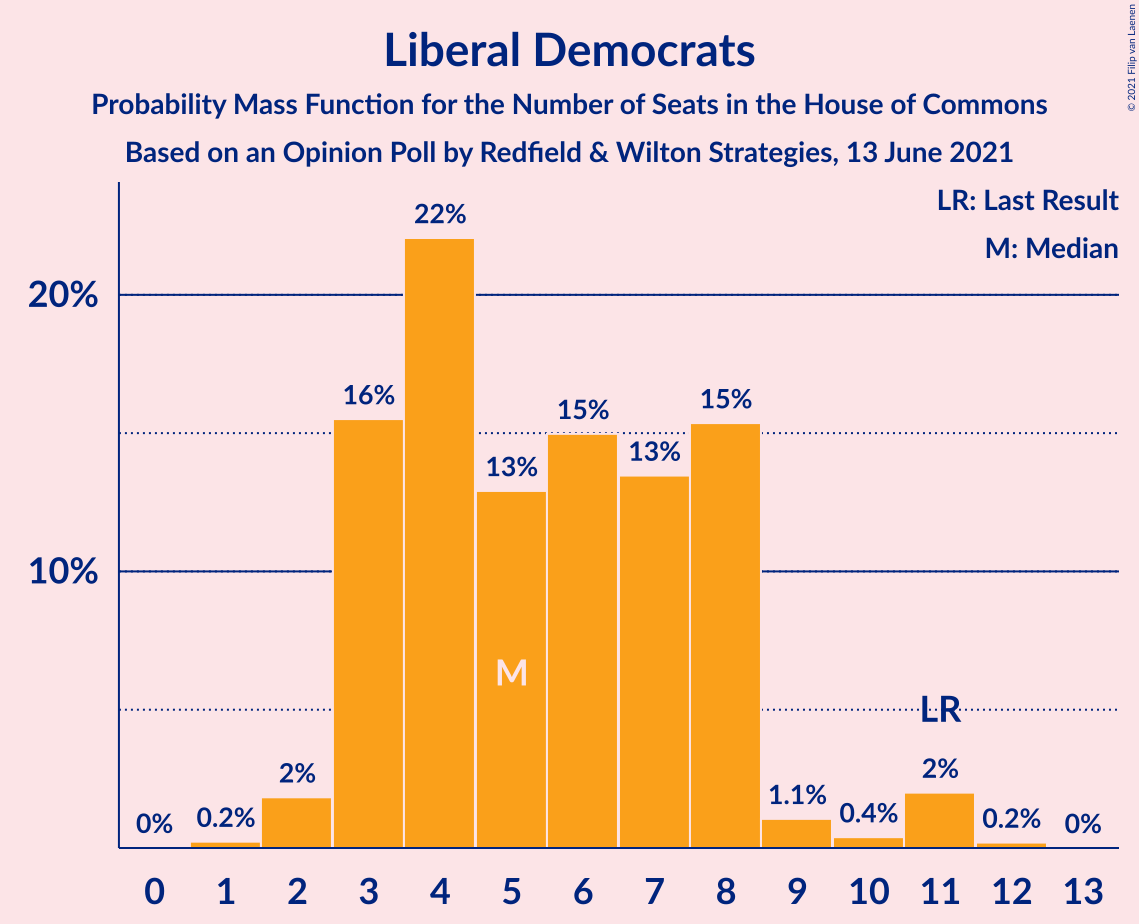 © 2021 Filip van Laenen
Liberal Democrats
Probability Mass Function for the Number of Seats in the House of Commons
Based on an Opinion Poll by Redfield & Wilton Strategies, 13 June 2021
LR: Last Result
M: Median
20%
10%
0% 0.2% 2% 16% 22% 13% 15% 13% 15% 1.1% 0.4% 2% 0.2% 0%
M
LR
0 1 2 3 4 5 6 7 8 9 10 11 12 13